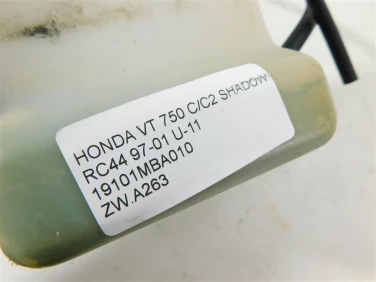 HONDA VT 750 C/C2 SHADOW
RC44 97-01 U-11
19101MBA010
ZW.A263